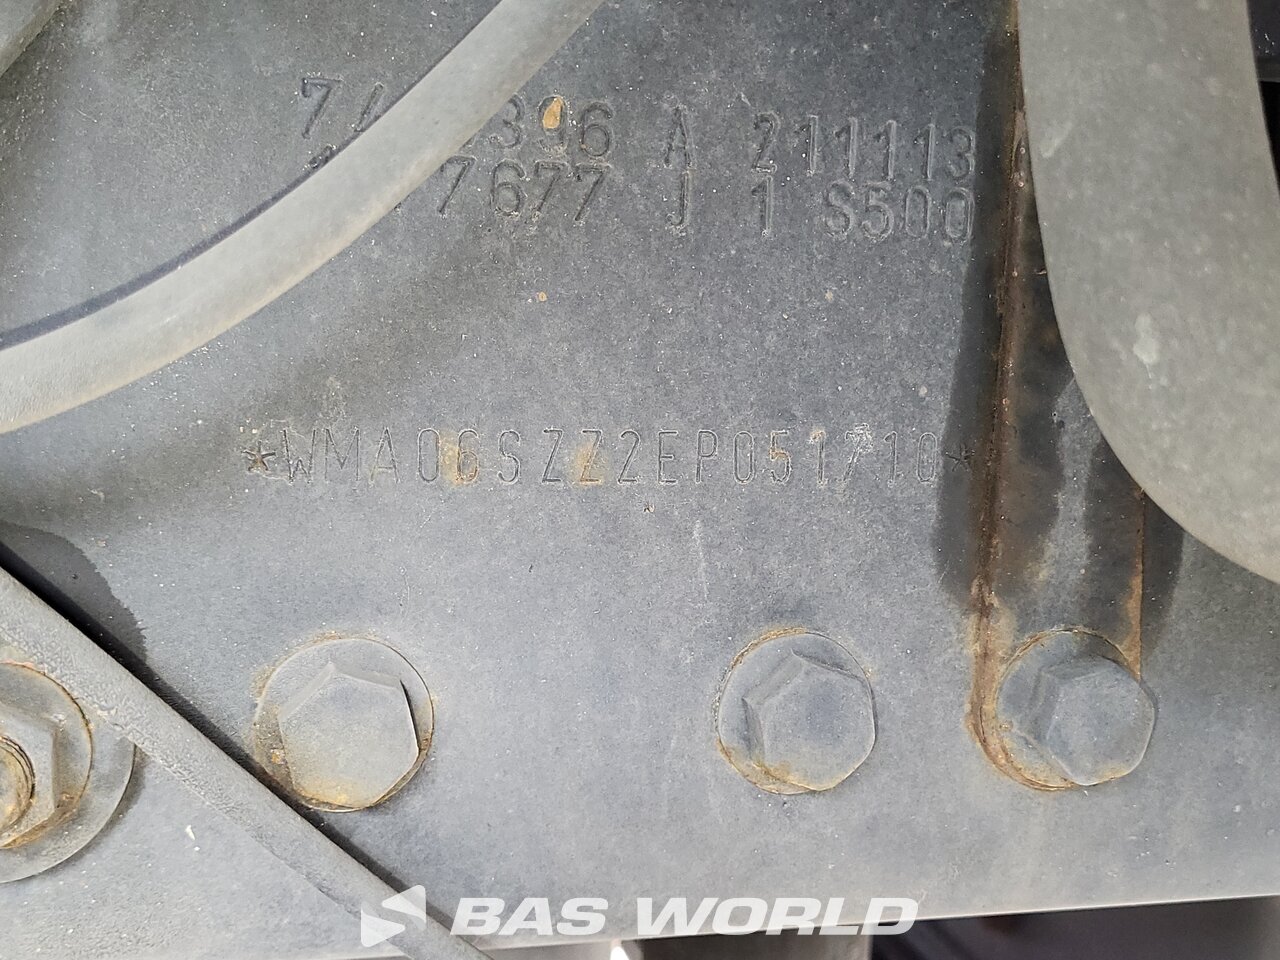 396 A 211113
7677 J 1 S500
*WMA06SZZ2EP051710*
BAS WORLD